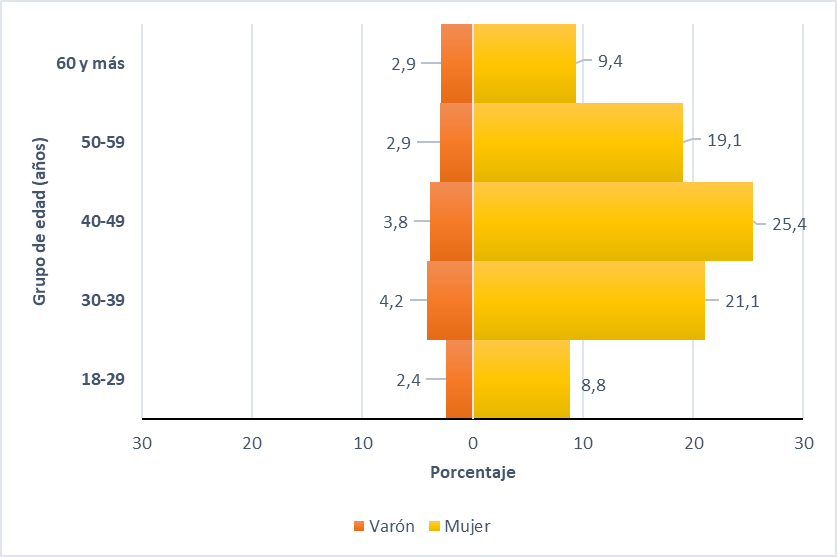 60 y más
2,9
9,4
50-59
2,9
19,1
40-49
3,8
25,4
30-39
4,2
21,1
18-29
2,4
8,8
Grupo de edad (años)
30 20 10 0 10 20 30
Porcentaje
Varón Mujer